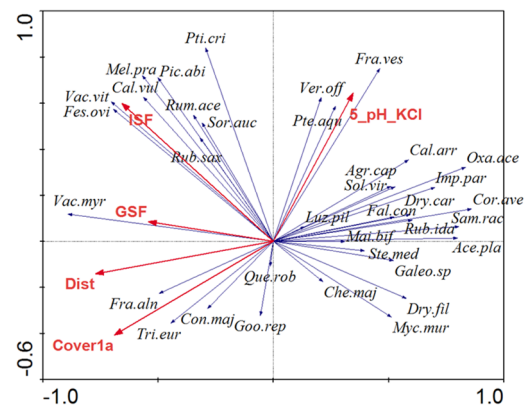 1.0
Pti.cri
Fra.ves
Mel.pra
Pic.abi
Cal.vul
Ver.off
Vac.vit
Rum.ace
5_pH_KCl
Fes.ovi
ISF
Sor.auc
Pte.aqn
Rub.sax
Cal.arr
Oxa.ace
Agr.cap
Imp.par
Sol.vir
Vac.myr
GSF
Dry.car
Cor.ave
Luz.pil
Fal.con
Sam.rac
Rub.ida
Mai.bif
Ace.pla
Ste.med
Galeo.sp
Dist
Que.rob
Che.maj
Fra.aln
Con.maj
Goo.rep
Dry.fil
Tri.eur
Myc.mur
Cover1a
-0.6
-1.0
1.0